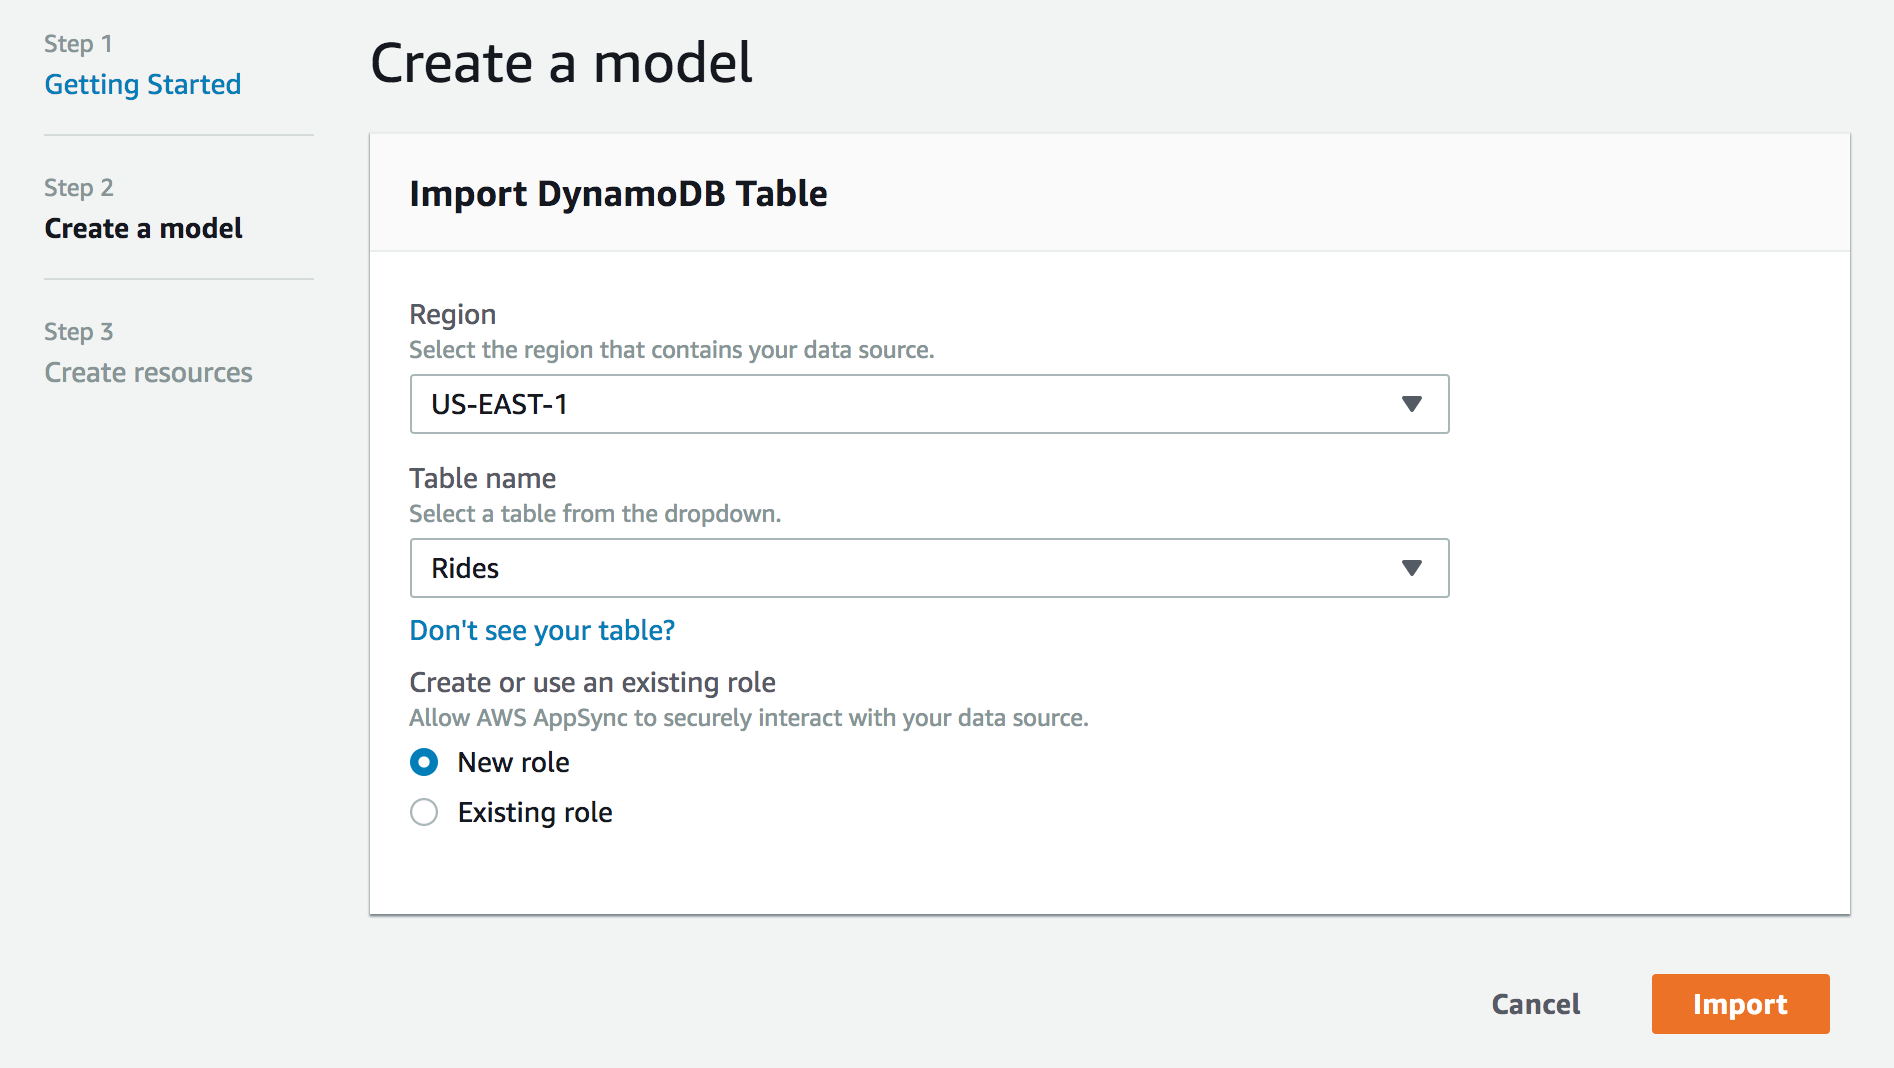 Step 1
Getting Started
Step 2
Create a model
Step 3
Create resources
Create a model
Import DynamoDB Table
Region
Select the region that contains your data source.
US-EAST-1
Table name
Select a table from the dropdown.
Rides
Don't see your table?
Create or use an existing role
Allow AWS AppSync to securely interact with your data source.
New role
Existing role
Cancel
Import